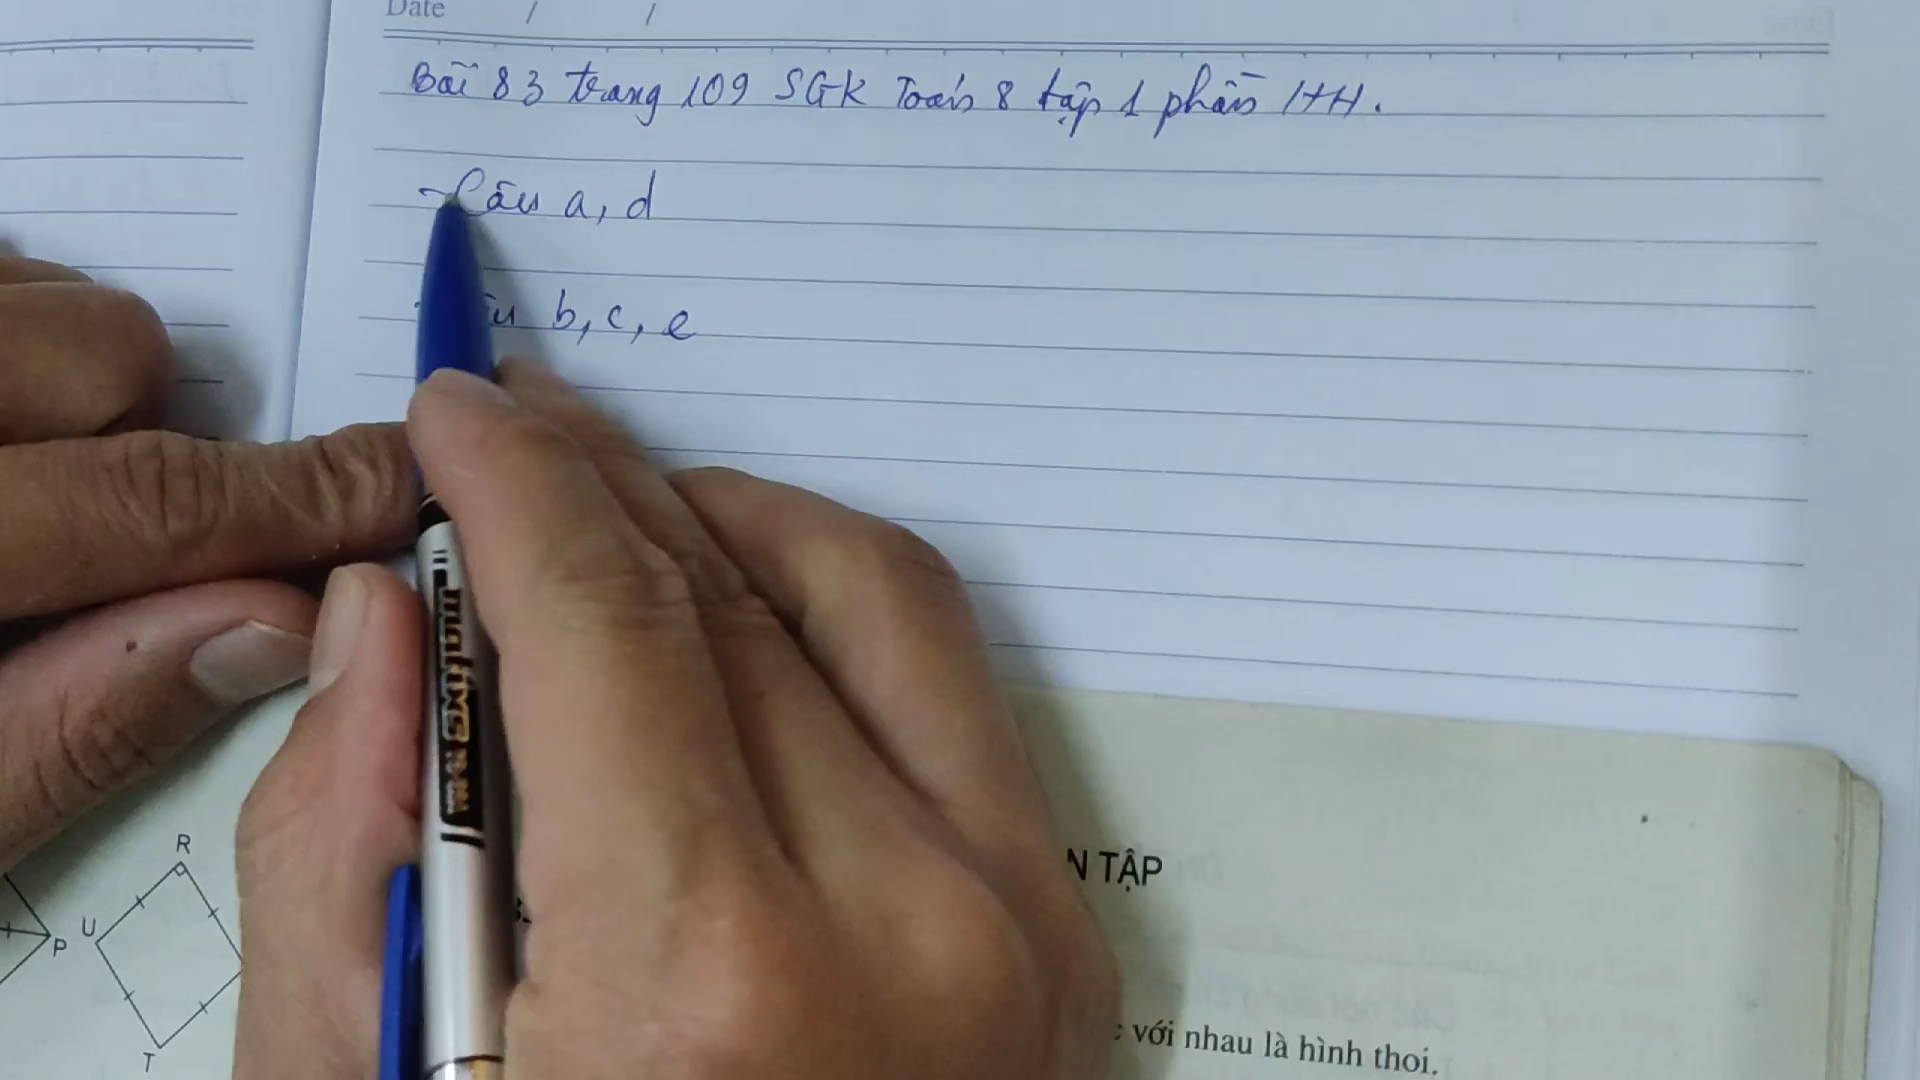 Date / /
Bài 83 trang 109 SGK Toán 8 tập 1 phần HH.
- Câu a, d
b, c, e
R
U
P
T
N TẬP
với nhau là hình thoi.